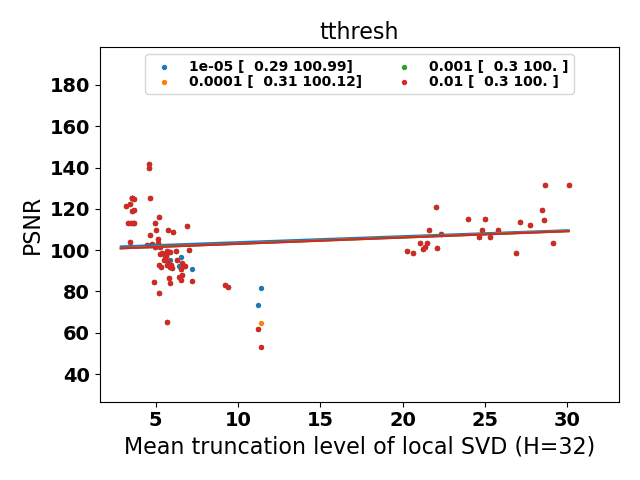 tthresh
1e-05 [  0.29 100.99]
0.0001 [  0.31 100.12]
0.001 [  0.3 100. ]
0.01 [  0.3 100. ]
PSNR
180
160
140
120
100
80
60
40
5 10 15 20 25 30
Mean truncation level of local SVD (H=32)